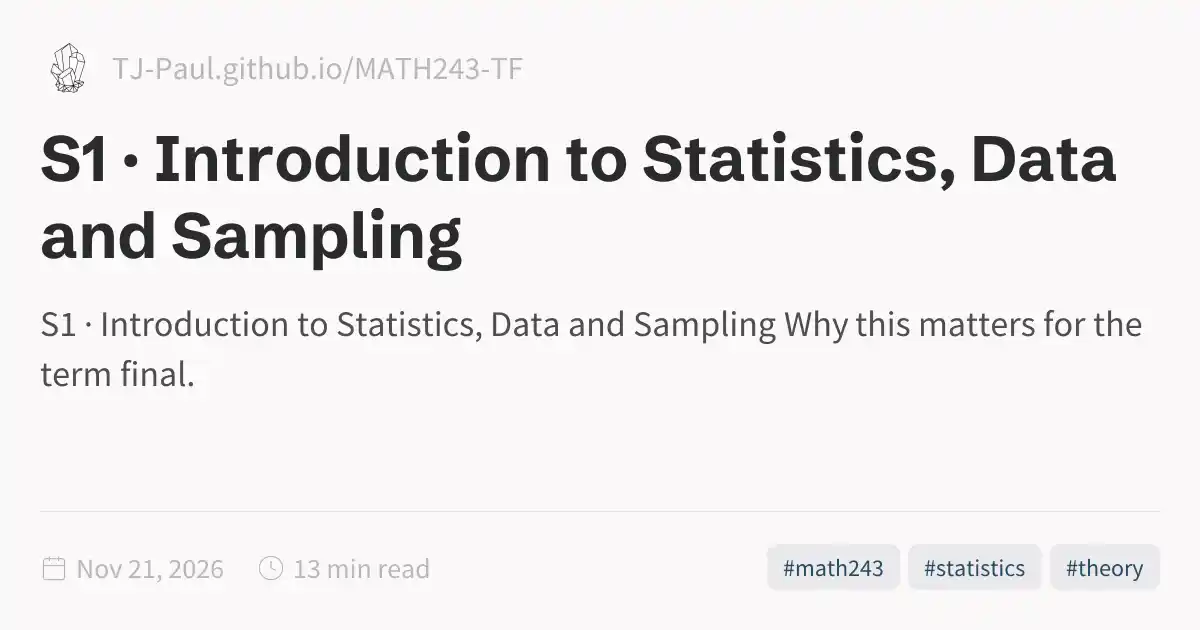 TJ-Paul.github.io/MATH243-TF
S1 · Introduction to Statistics, Data
and Sampling
S1 · Introduction to Statistics, Data and Sampling Why this matters for the
term final.
Nov 21, 2026 13 min read #math243 #statistics #theory